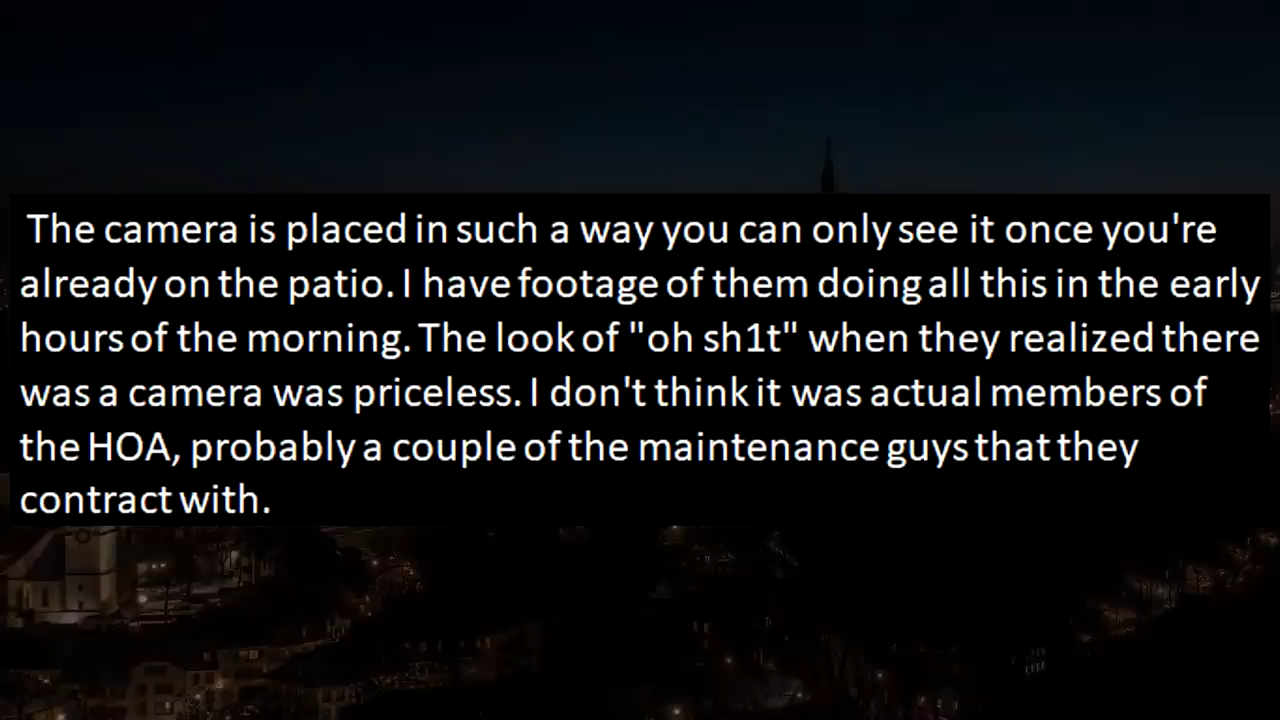 The camera is placed in such a way you can only see it once you're
already on the patio. I have footage of them doing all this in the early
hours of the morning. The look of "oh sh1t" when they realized there
was a camera was priceless. I don't think it was actual members of
the HOA, probably a couple of the maintenance guys that they
contract with.